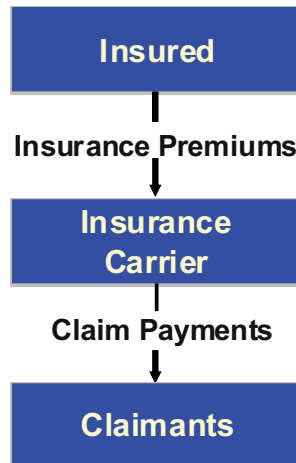 Insured
Insurance Premiums
Insurance
Carrier
Claim Payments
Claimants